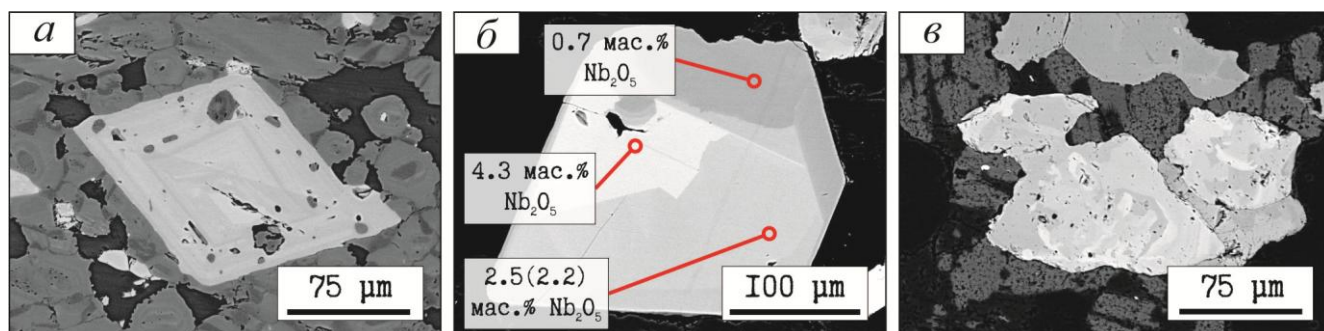 а
75 µm
б
0.7 мас.%
Nb₂O₅
4.3 мас.%
Nb₂O₅
2.5(2.2)
мас.% Nb₂O₅
I00 µm
в
75 µm